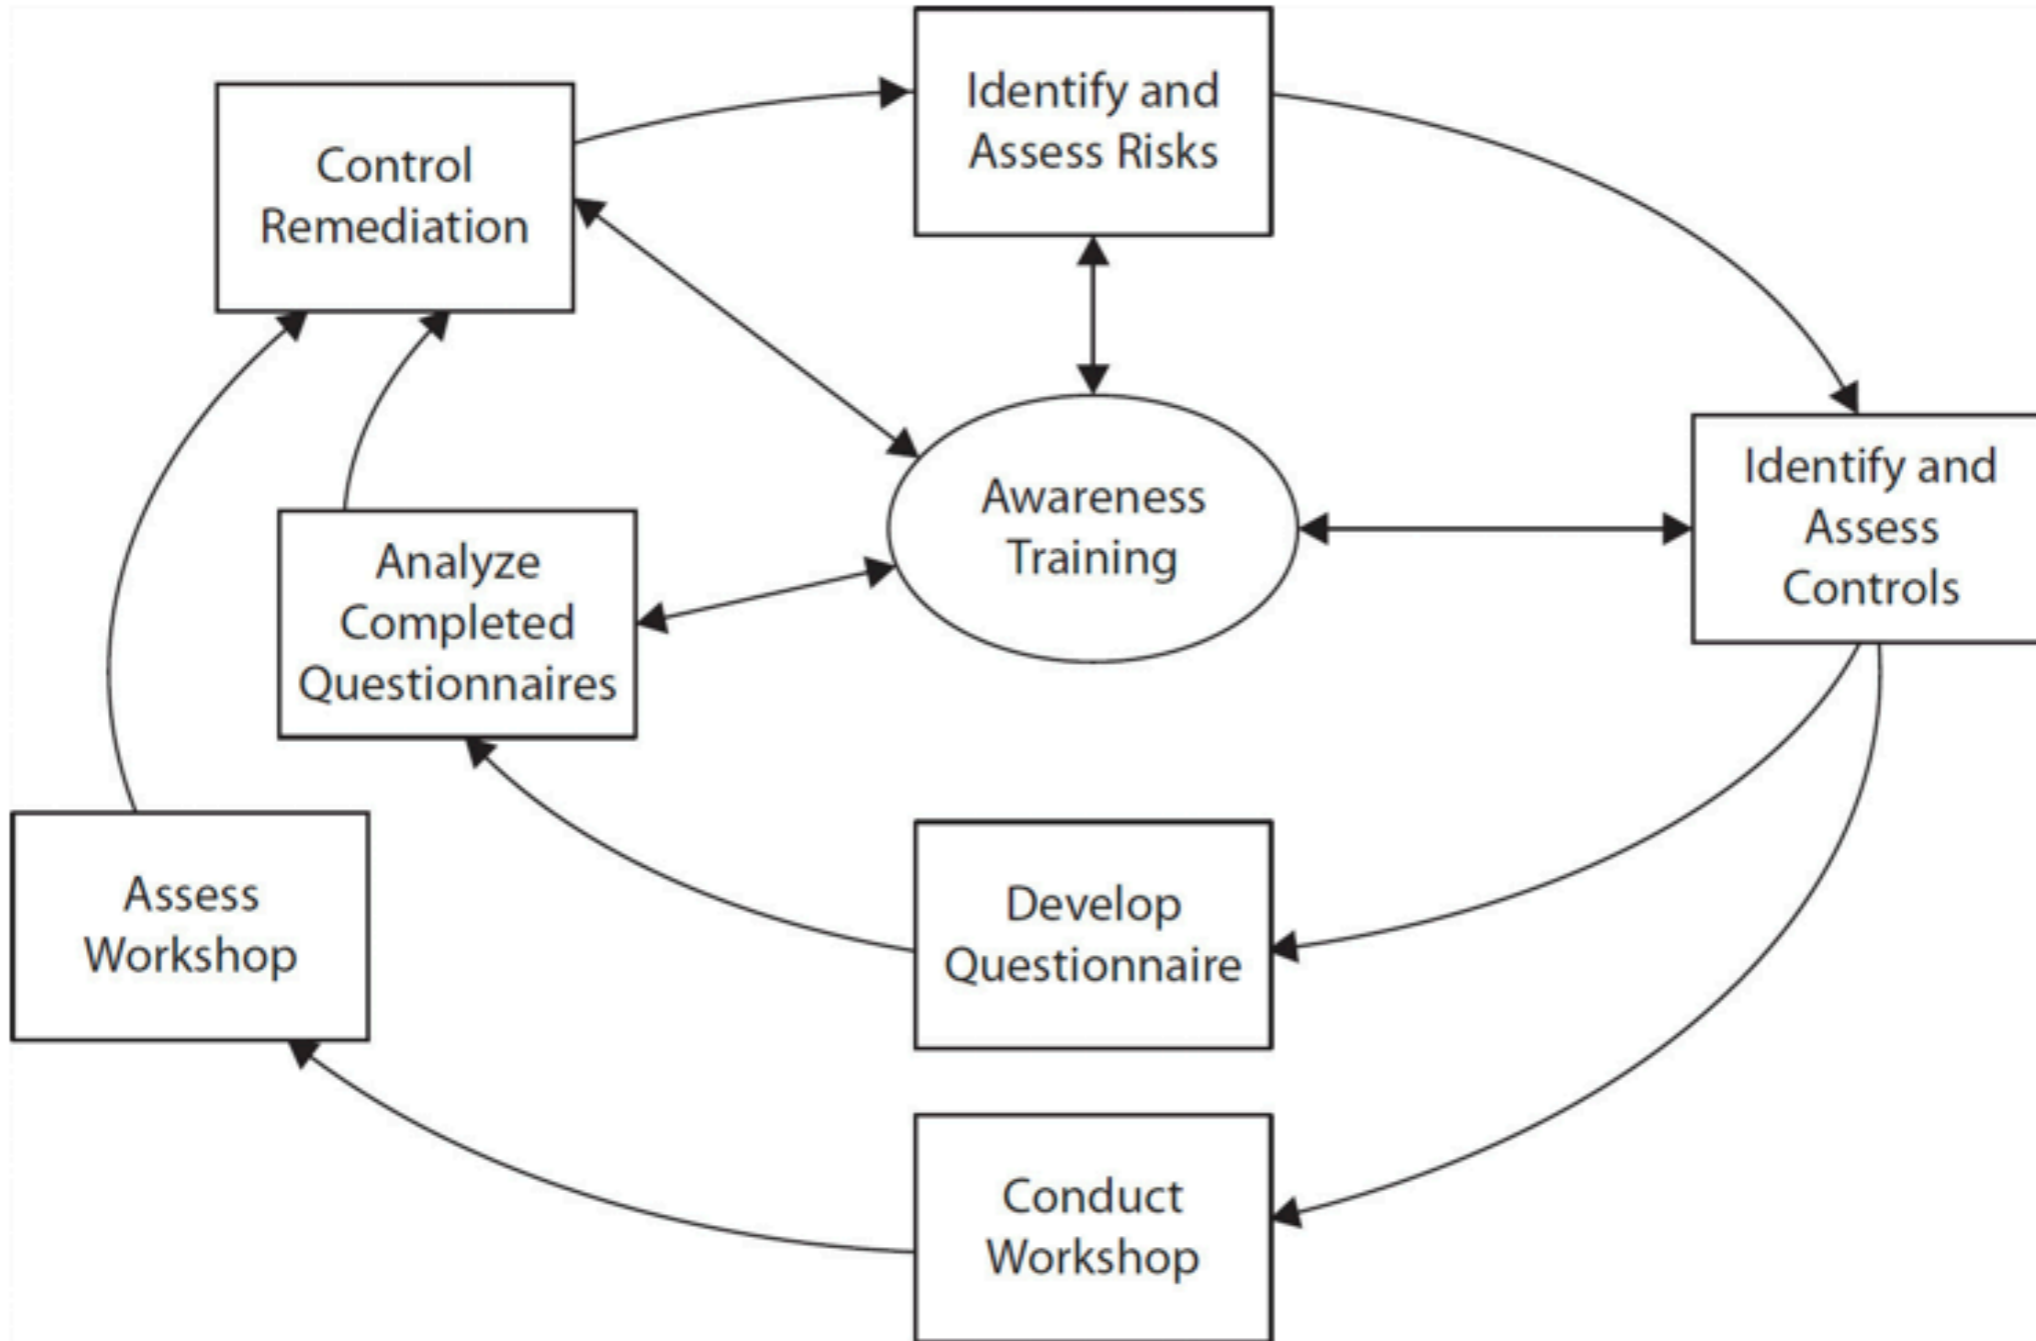 Identify and
Assess Risks
Control
Remediation
Identify and
Assess
Controls
Awareness
Training
Analyze
Completed
Questionnaires
Assess
Workshop
Develop
Questionnaire
Conduct
Workshop